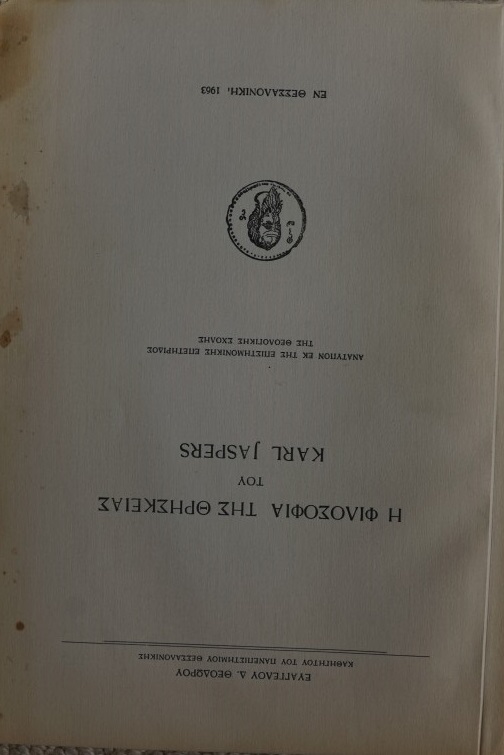 ΕΥΑΓΓΕΛΟΥ Δ. ΘΕΟΔΩΡΟΥ
ΚΑΘΗΓΗΤΟΥ ΤΟΥ ΠΑΝΕΠΙΣΤΗΜΙΟΥ ΘΕΣΣΑΛΟΝΙΚΗΣ
Η ΦΙΛΟΣΟΦΙΑ ΤΗΣ ΘΡΗΣΚΕΙΑΣ
ΤΟΥ
KARL JASPERS
ΑΝΑΤΥΠΟΝ ΕΚ ΤΗΣ ΕΠΙΣΤΗΜΟΝΙΚΗΣ ΕΠΕΤΗΡΙΔΟΣ
ΤΗΣ ΘΕΟΛΟΓΙΚΗΣ ΣΧΟΛΗΣ
ΕΝ ΘΕΣΣΑΛΟΝΙΚΗ, 1963